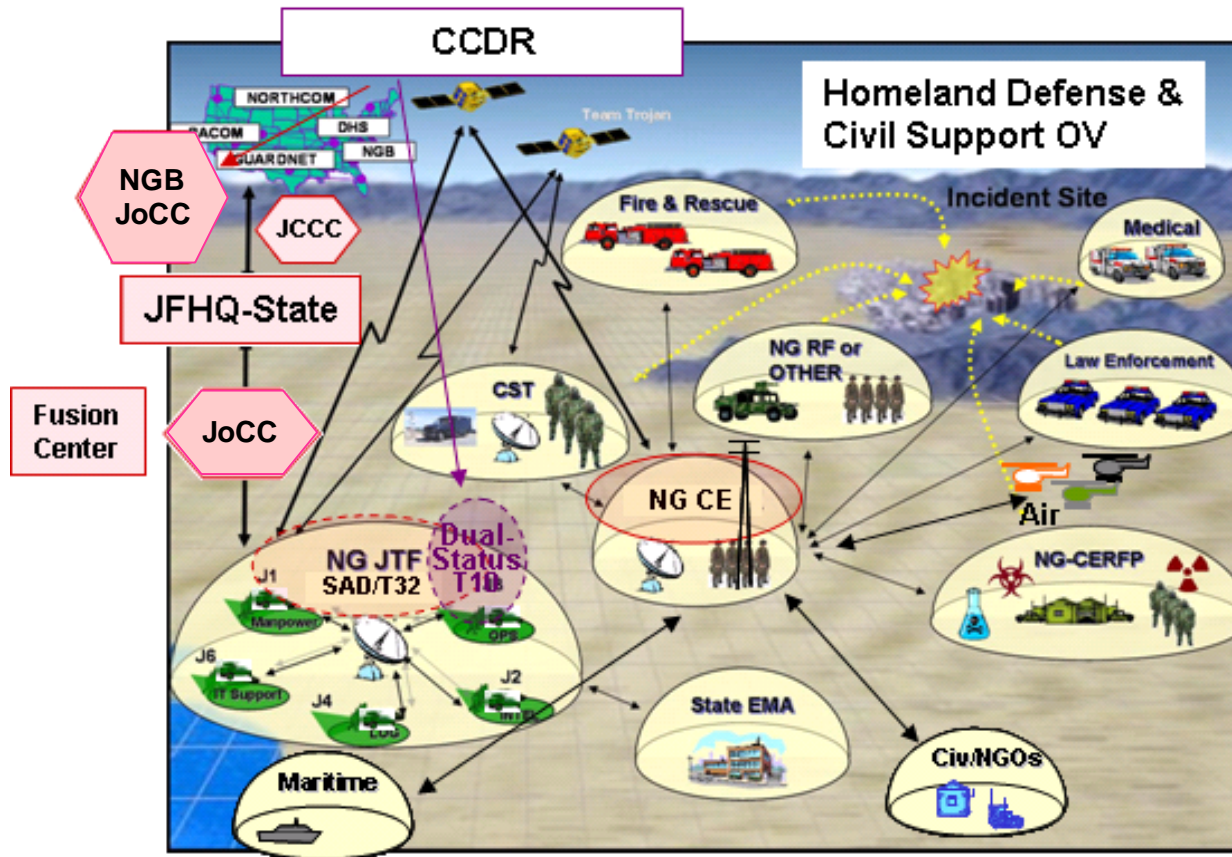 CCDR
Homeland Defense &
Civil Support OV
NORTHCOM
DHS
GUARDNET
NGB
Team Trojan
NGB
JoCC
JCCC
JFHQ-State
Fusion
Center
JoCC
Fire & Rescue
Incident Site
Medical
CST
NG RF or
OTHER
Law Enforcement
Air
NG CE
NG-CERFP
NG JTF
SAD/T32
Dual-
Status
T10
J1
Manpower
OPS
J6
IT Support
J2
J4
LOG
State EMA
Maritime
Civ/NGOs